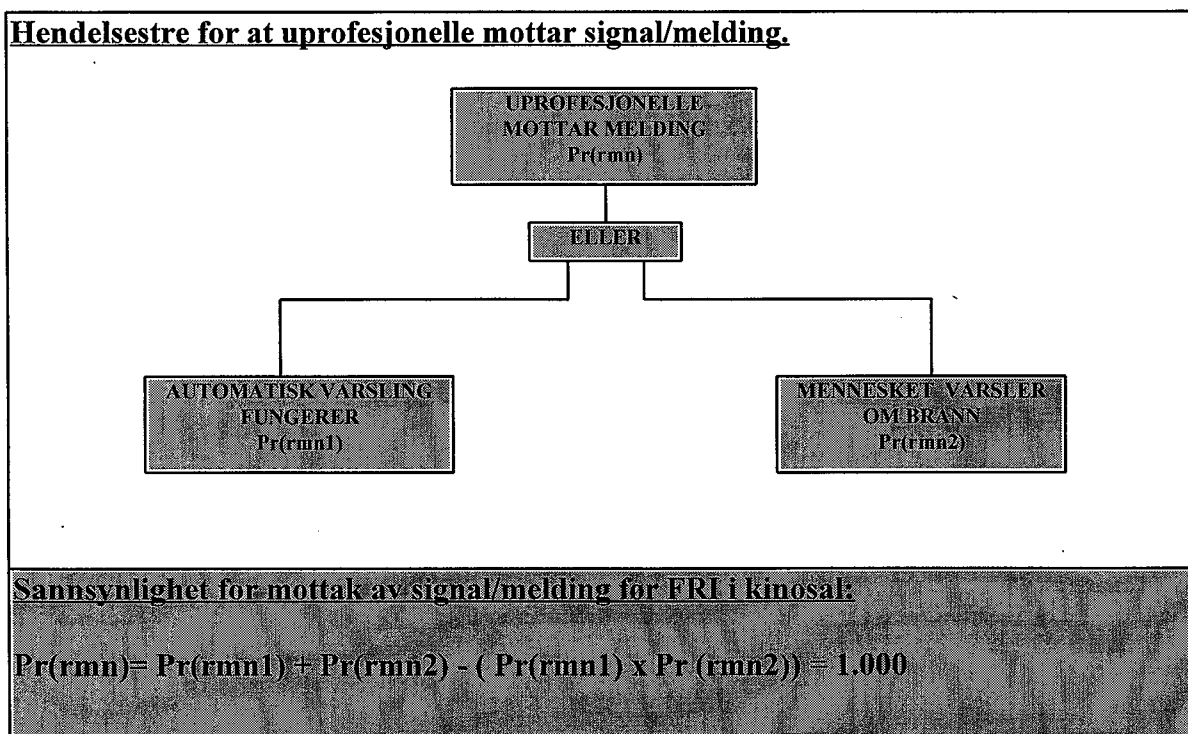 Hendelsestre for at uprofesjonelle mottar signal/melding.
UPROFESJONELLE
MOTTAR MELDING
Pr(rmn)
ELLER
AUTOMATISK VARSLING
FUNGERER
Pr(rmn1)
MENNESKET VARSLER
OM BRANN
Pr(rmn2)
Sannsynlighet for mottak av signal/melding før FRI i kinosal:
Pr(rmn)= Pr(rmn1) + Pr(rmn2) - ( Pr(rmn1) x Pr (rmn2)) = 1.000